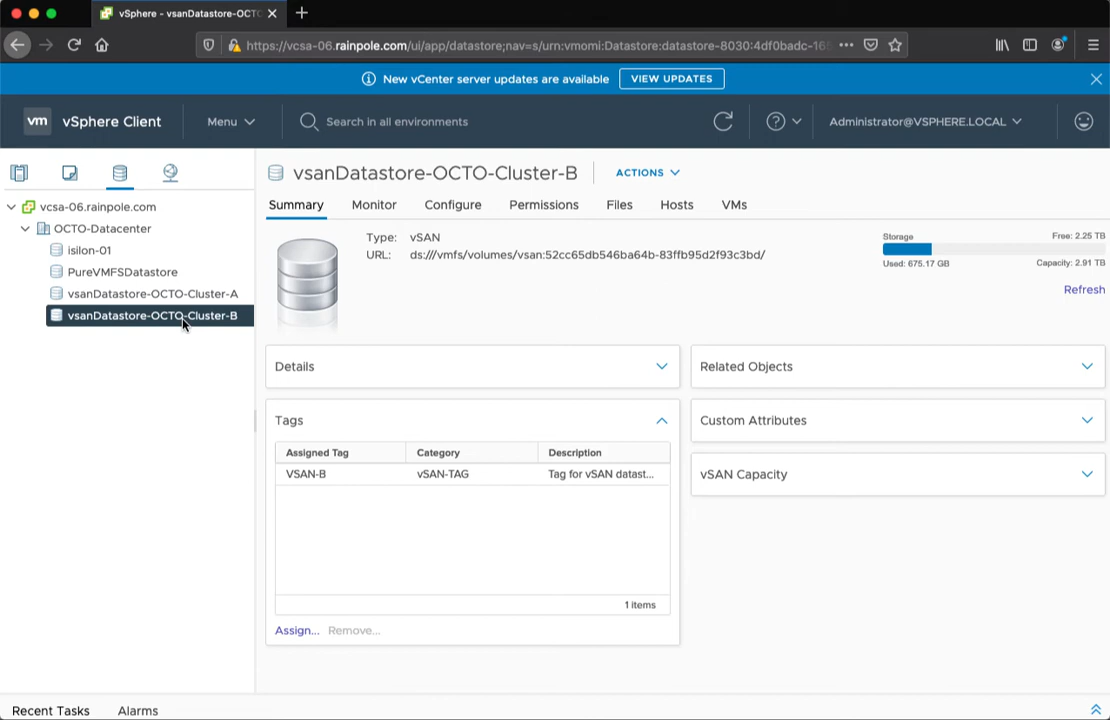 vSphere - vsanDatastore-OCTO
https://vcsa-06.rainpole.com/ui/app/datastore;nav=s/urn:vmomi:Datastore:datastore-8030:4df0badc-165
New vCenter server updates are available
VIEW UPDATES
vm
vSphere Client
Menu
Search in all environments
Administrator@VSPHERE.LOCAL
vcsa-06.rainpole.com
OCTO-Datacenter
isilon-01
PureVMFSDatastore
vsanDatastore-OCTO-Cluster-A
vsanDatastore-OCTO-Cluster-B
vsanDatastore-OCTO-Cluster-B
ACTIONS
Summary Monitor Configure Permissions Files Hosts VMs
Type: vSAN
URL: ds:///vmfs/volumes/vsan:52cc65db546ba64b-83ffb95d2f93c3bd/
Storage Free: 2.25 TB
Used: 675.17 GB Capacity: 2.91 TB
Refresh
Details
Tags
Assigned Tag Category Description
VSAN-B vSAN-TAG Tag for vSAN datast...
1 items
Assign... Remove...
Related Objects
Custom Attributes
vSAN Capacity
Recent Tasks Alarms